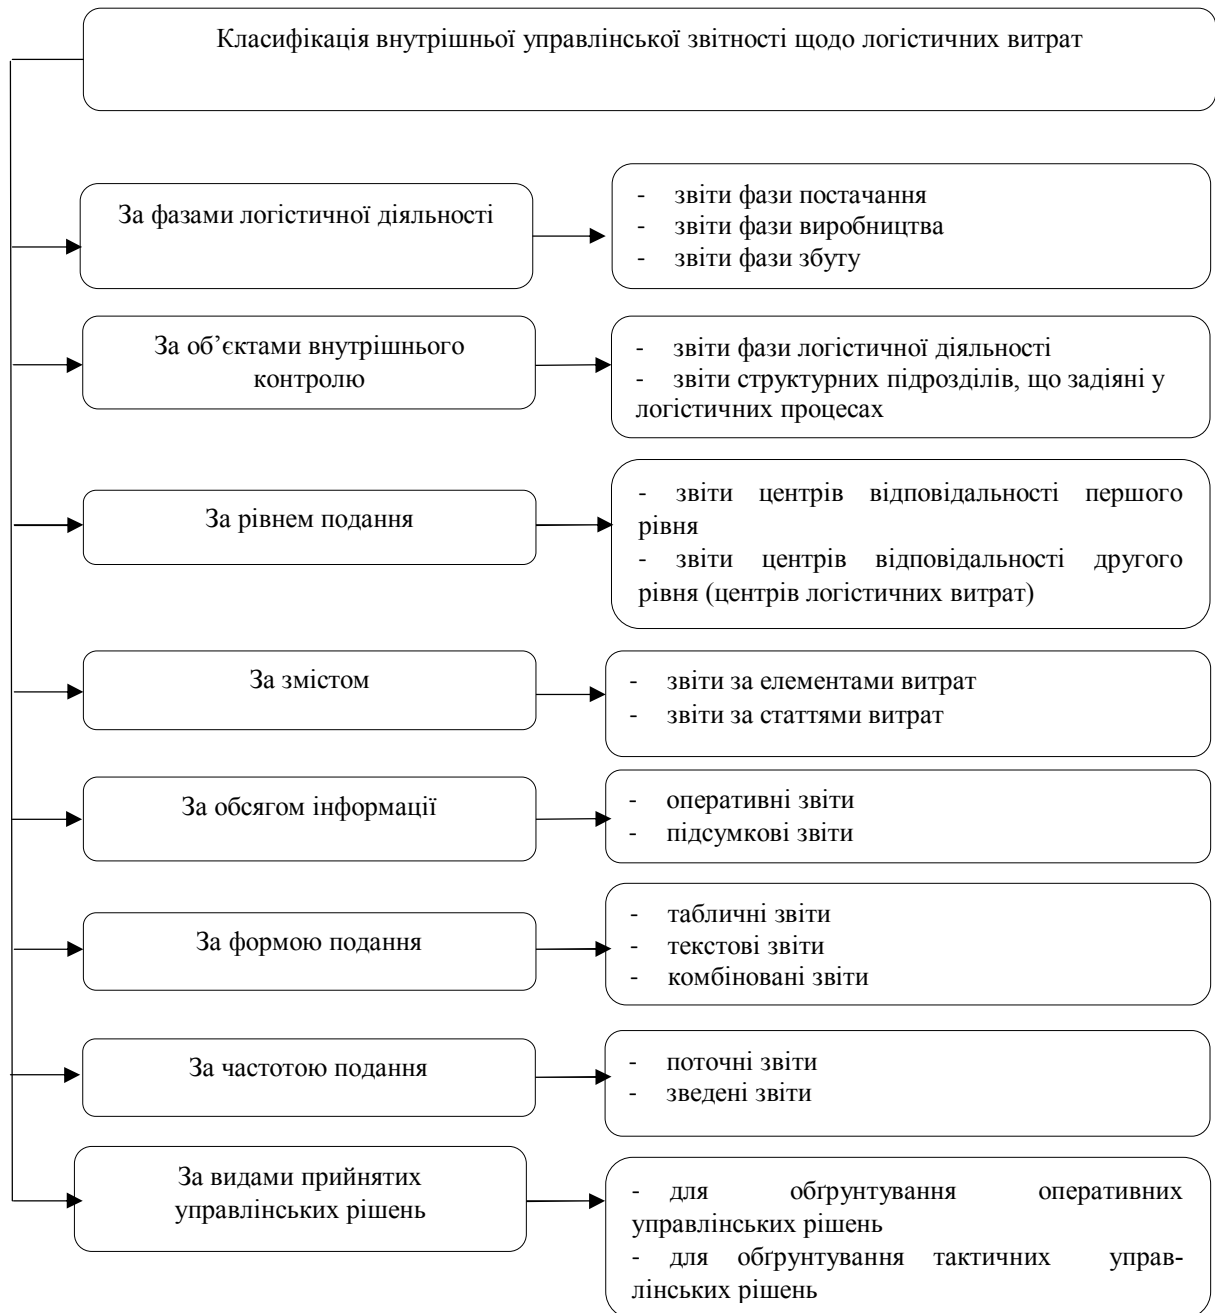 Класифікація внутрішньої управлінської звітності щодо логістичних витрат
За фазами логістичної діяльності
- звіти фази постачання
- звіти фази виробництва
- звіти фази збуту
За об’єктами внутрішнього
контролю
- звіти фази логістичної діяльності
- звіти структурних підрозділів, що задіяні у
логістичних процесах
За рівнем подання
- звіти центрів відповідальності першого
рівня
- звіти центрів відповідальності другого
рівня (центрів логістичних витрат)
За змістом
- звіти за елементами витрат
- звіти за статтями витрат
За обсягом інформації
- оперативні звіти
- підсумкові звіти
За формою подання
- табличні звіти
- текстові звіти
- комбіновані звіти
За частотою подання
- поточні звіти
- зведені звіти
За видами прийнятих
управлінських рішень
- для обґрунтування оперативних
управлінських рішень
- для обґрунтування тактичних управ-
лінських рішень